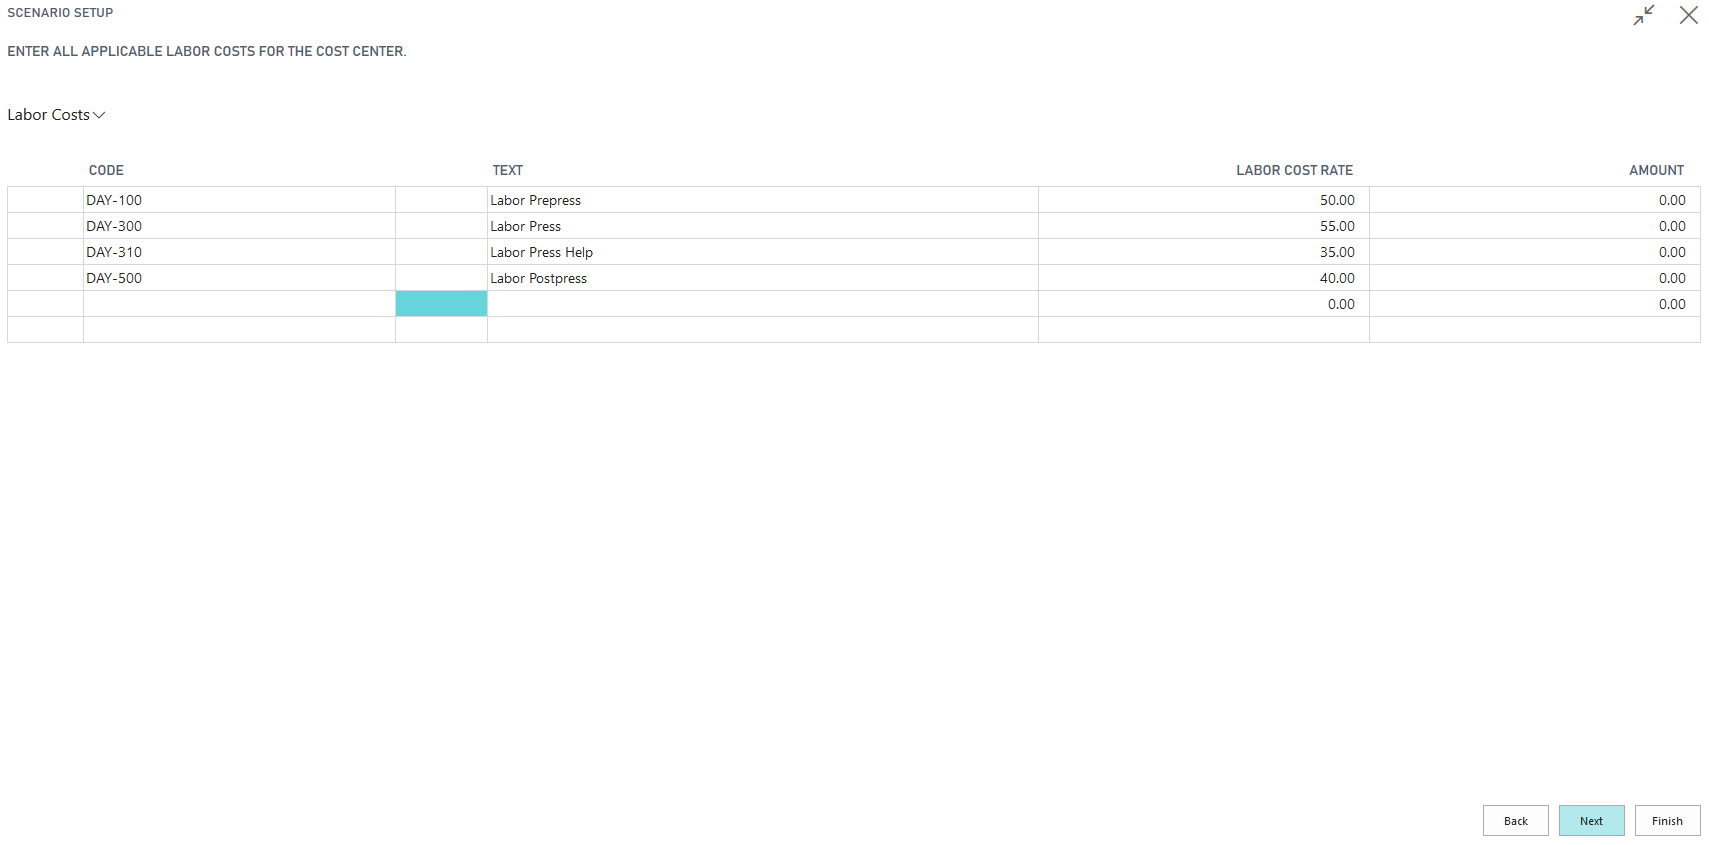 SCENARIO SETUP
ENTER ALL APPLICABLE LABOR COSTS FOR THE COST CENTER.
Labor Costs
CODE TEXT LABOR COST RATE AMOUNT
DAY-100 Labor Prepress 50.00 0.00
DAY-300 Labor Press 55.00 0.00
DAY-310 Labor Press Help 35.00 0.00
DAY-500 Labor Postpress 40.00 0.00
0.00 0.00
Back Next Finish